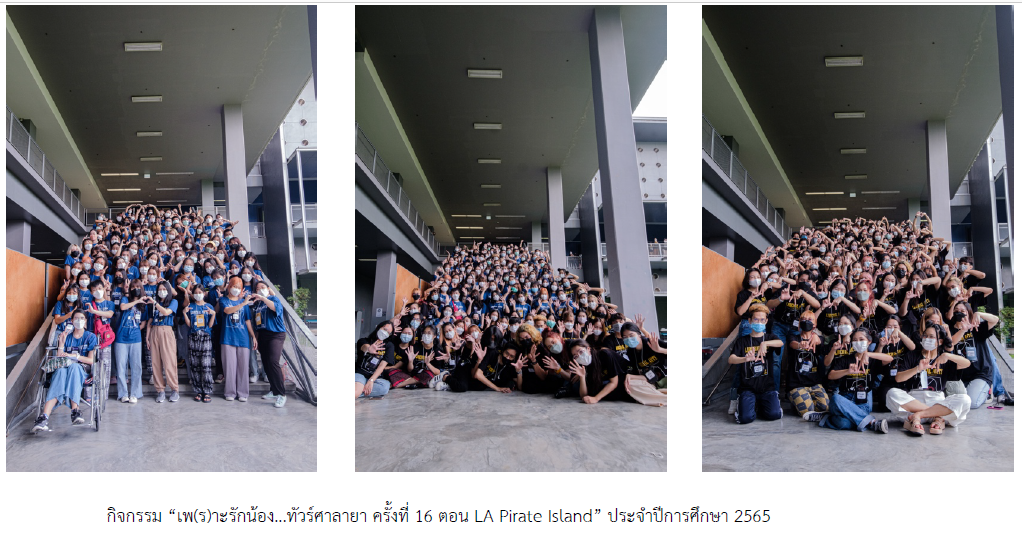 กิจกรรม “เพ(ร)าะรักน้อง...ทัวร์ศาลายา ครั้งที่ 16 ตอน LA Pirate Island” ประจำปีการศึกษา 2565